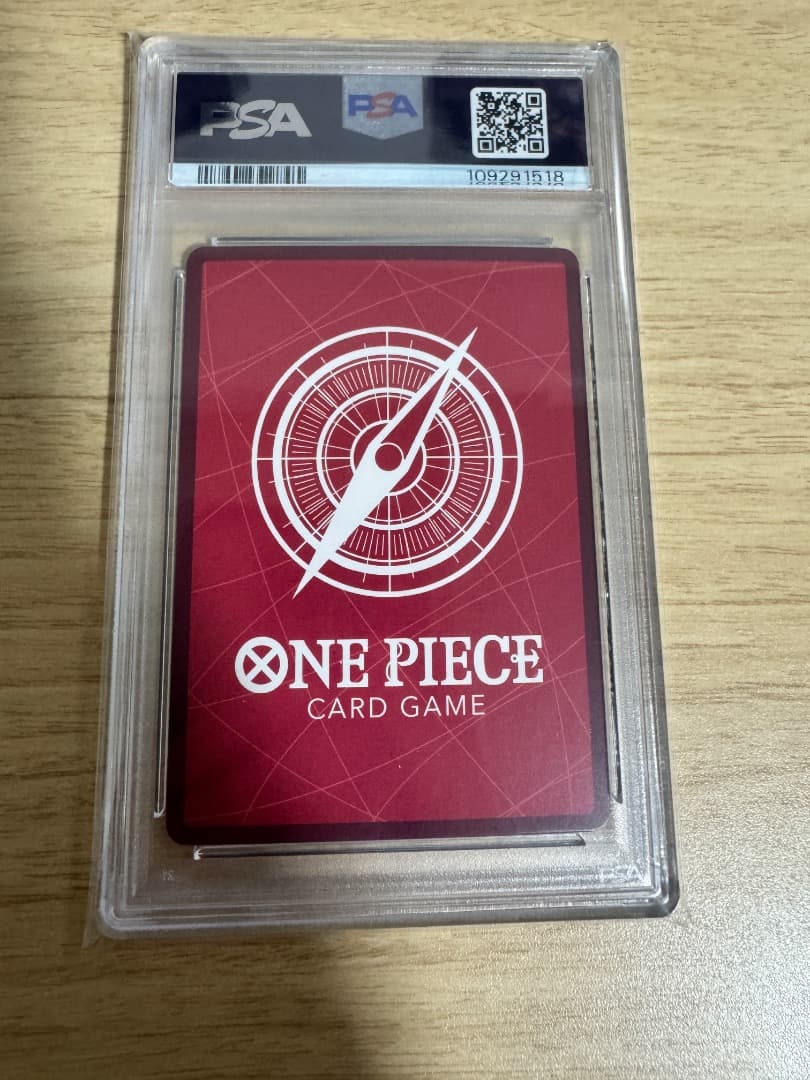 PSA
PSA
109291518
ONE PIECE
CARD GAME